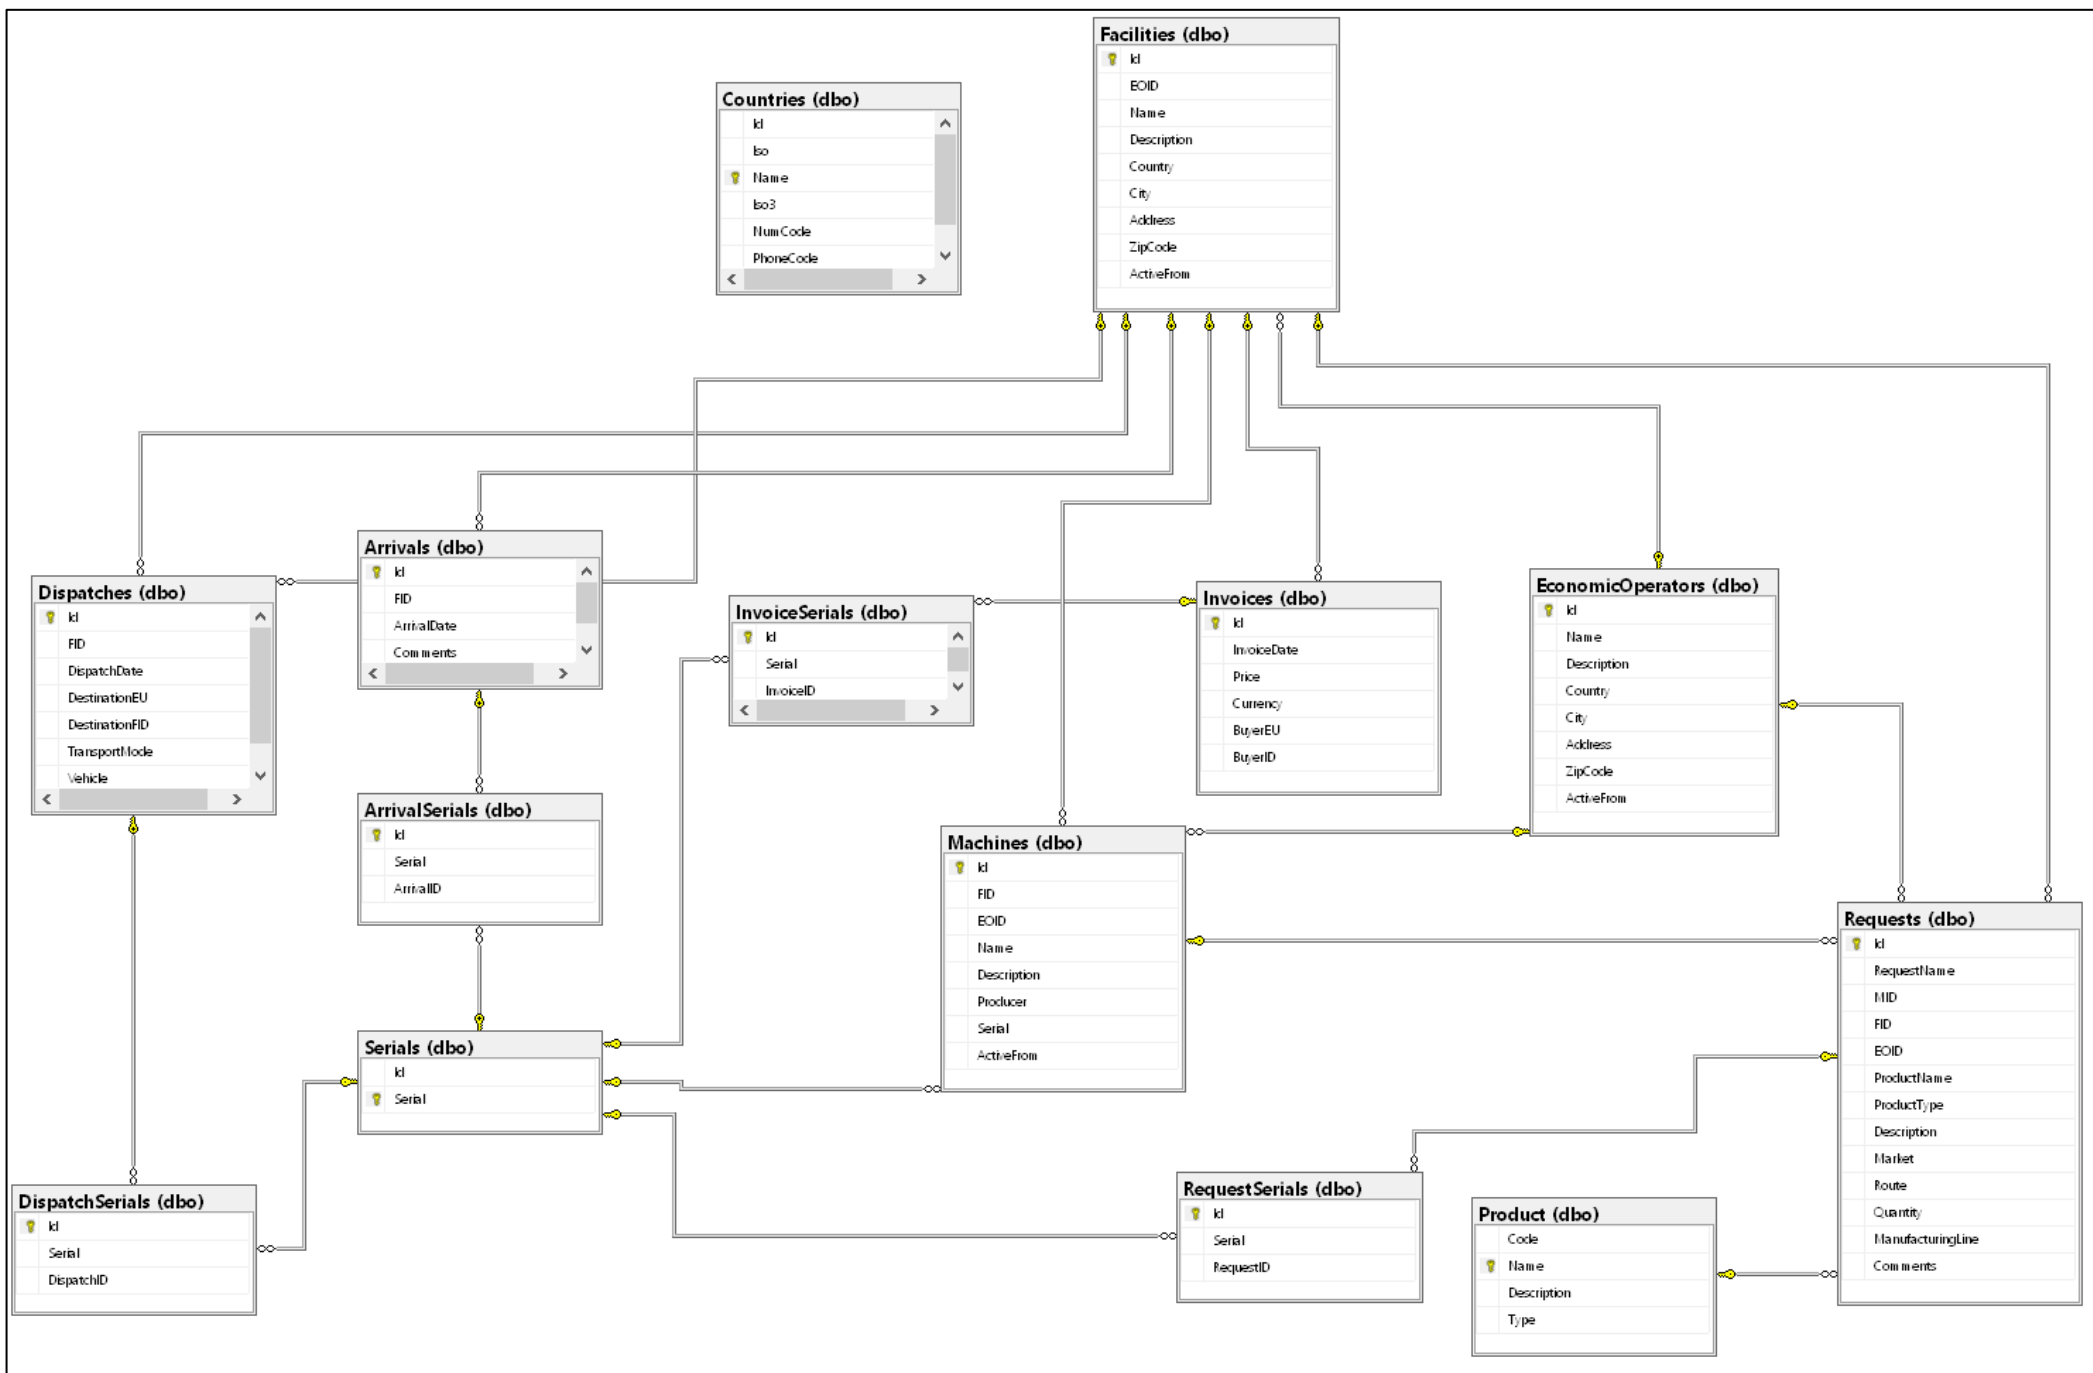 Facilities (dbo)
Id
EOID
Name
Description
Country
City
Address
ZipCode
ActiveFrom
Countries (dbo)
Id
Iso
Name
Iso3
NumCode
PhoneCode
Arrivals (dbo)
Id
FID
ArrivalDate
Comments
Dispatches (dbo)
Id
FID
DispatchDate
DestinationEU
DestinationFID
TransportMode
Vehicle
InvoiceSerials (dbo)
Id
Serial
InvoiceID
Invoices (dbo)
Id
InvoiceDate
Price
Currency
BuyerEU
BuyerID
EconomicOperators (dbo)
Id
Name
Description
Country
City
Address
ZipCode
ActiveFrom
ArrivalSerials (dbo)
Id
Serial
ArrivalID
Machines (dbo)
Id
FID
EOID
Name
Description
Producer
Serial
ActiveFrom
Requests (dbo)
Id
RequestName
MID
FID
EOID
ProductName
ProductType
Description
Market
Route
Quantity
ManufacturingLine
Comments
Serials (dbo)
Id
Serial
DispatchSerials (dbo)
Id
Serial
DispatchID
RequestSerials (dbo)
Id
Serial
RequestID
Product (dbo)
Code
Name
Description
Type